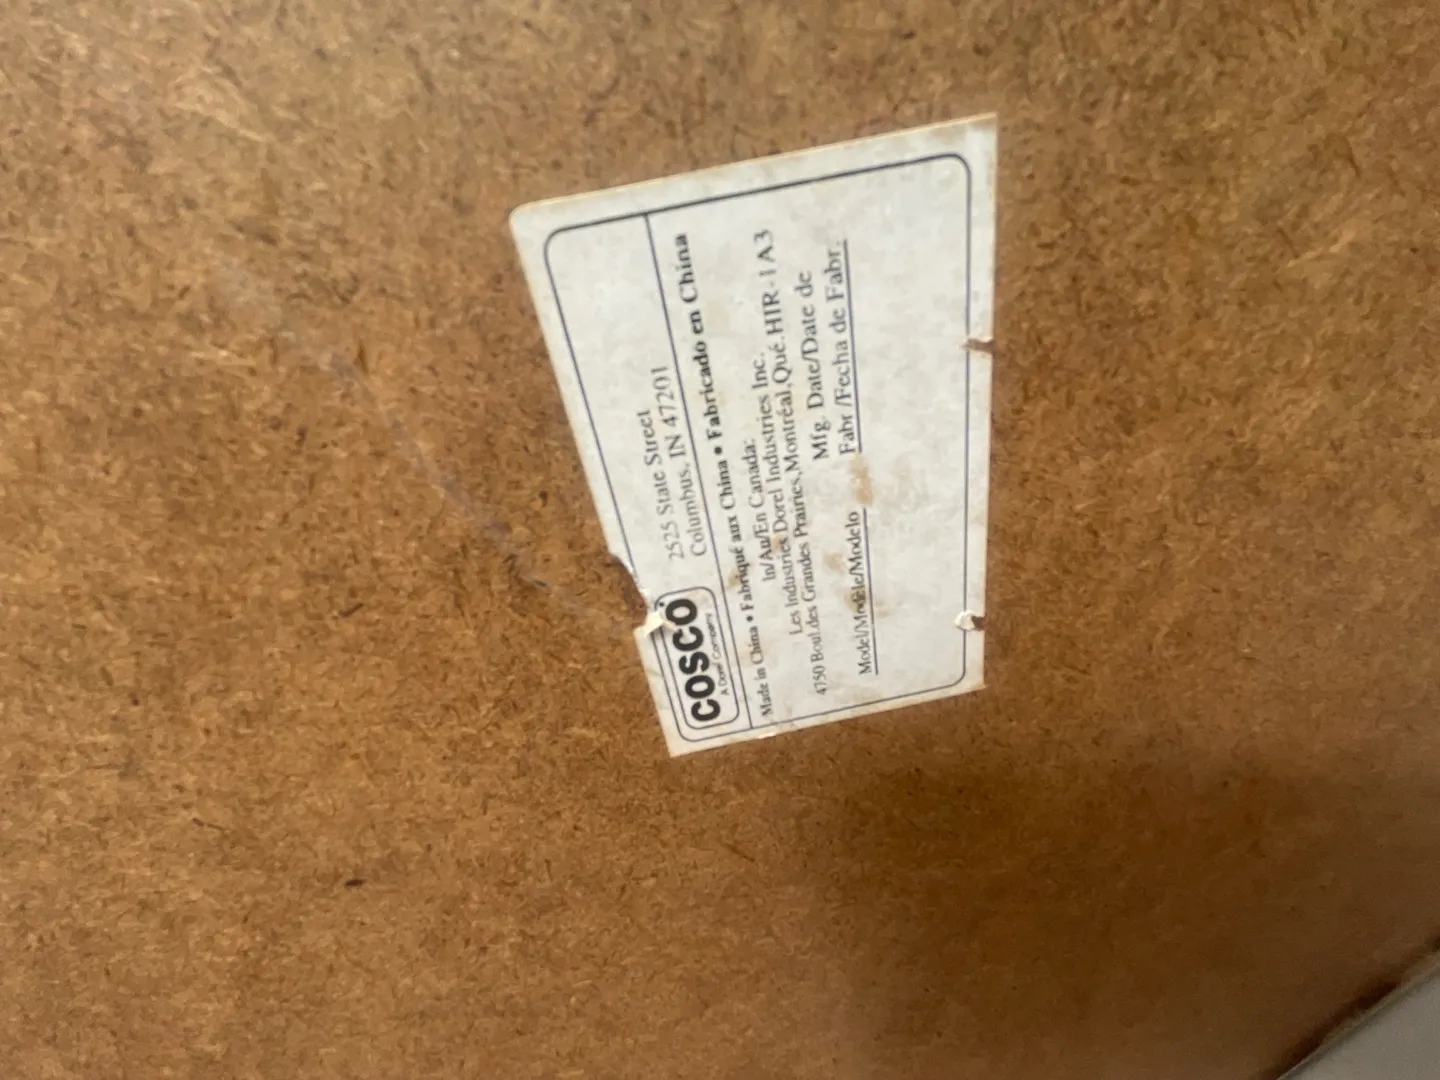 COSCO
A Dorel Company
2525 State Street
Columbus, IN 47201
Made in China • Fabriqué aux China • Fabricado en China
In/Au/En Canada:
Les Industries Dorel Industries Inc.
4750 Boul.des Grandes Prairies,Montréal,Qué.HIR-1A3
Mfg. Date/Date de
Model/Modèle/Modelo Fabr/Fecha de Fabr.